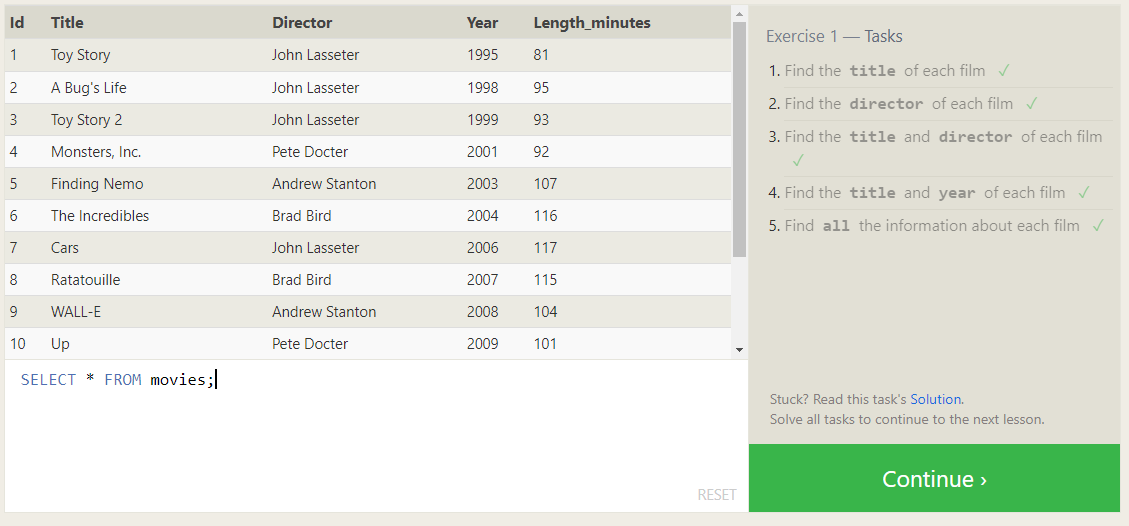 Id Title Director Year Length_minutes
1 Toy Story John Lasseter 1995 81
2 A Bug's Life John Lasseter 1998 95
3 Toy Story 2 John Lasseter 1999 93
4 Monsters, Inc. Pete Docter 2001 92
5 Finding Nemo Andrew Stanton 2003 107
6 The Incredibles Brad Bird 2004 116
7 Cars John Lasseter 2006 117
8 Ratatouille Brad Bird 2007 115
9 WALL-E Andrew Stanton 2008 104
10 Up Pete Docter 2009 101
SELECT * FROM movies;
RESET
Exercise 1 — Tasks
1. Find the title of each film ✓
2. Find the director of each film ✓
3. Find the title and director of each film
✓
4. Find the title and year of each film ✓
5. Find all the information about each film ✓
Stuck? Read this task's Solution.
Solve all tasks to continue to the next lesson.
Continue ›